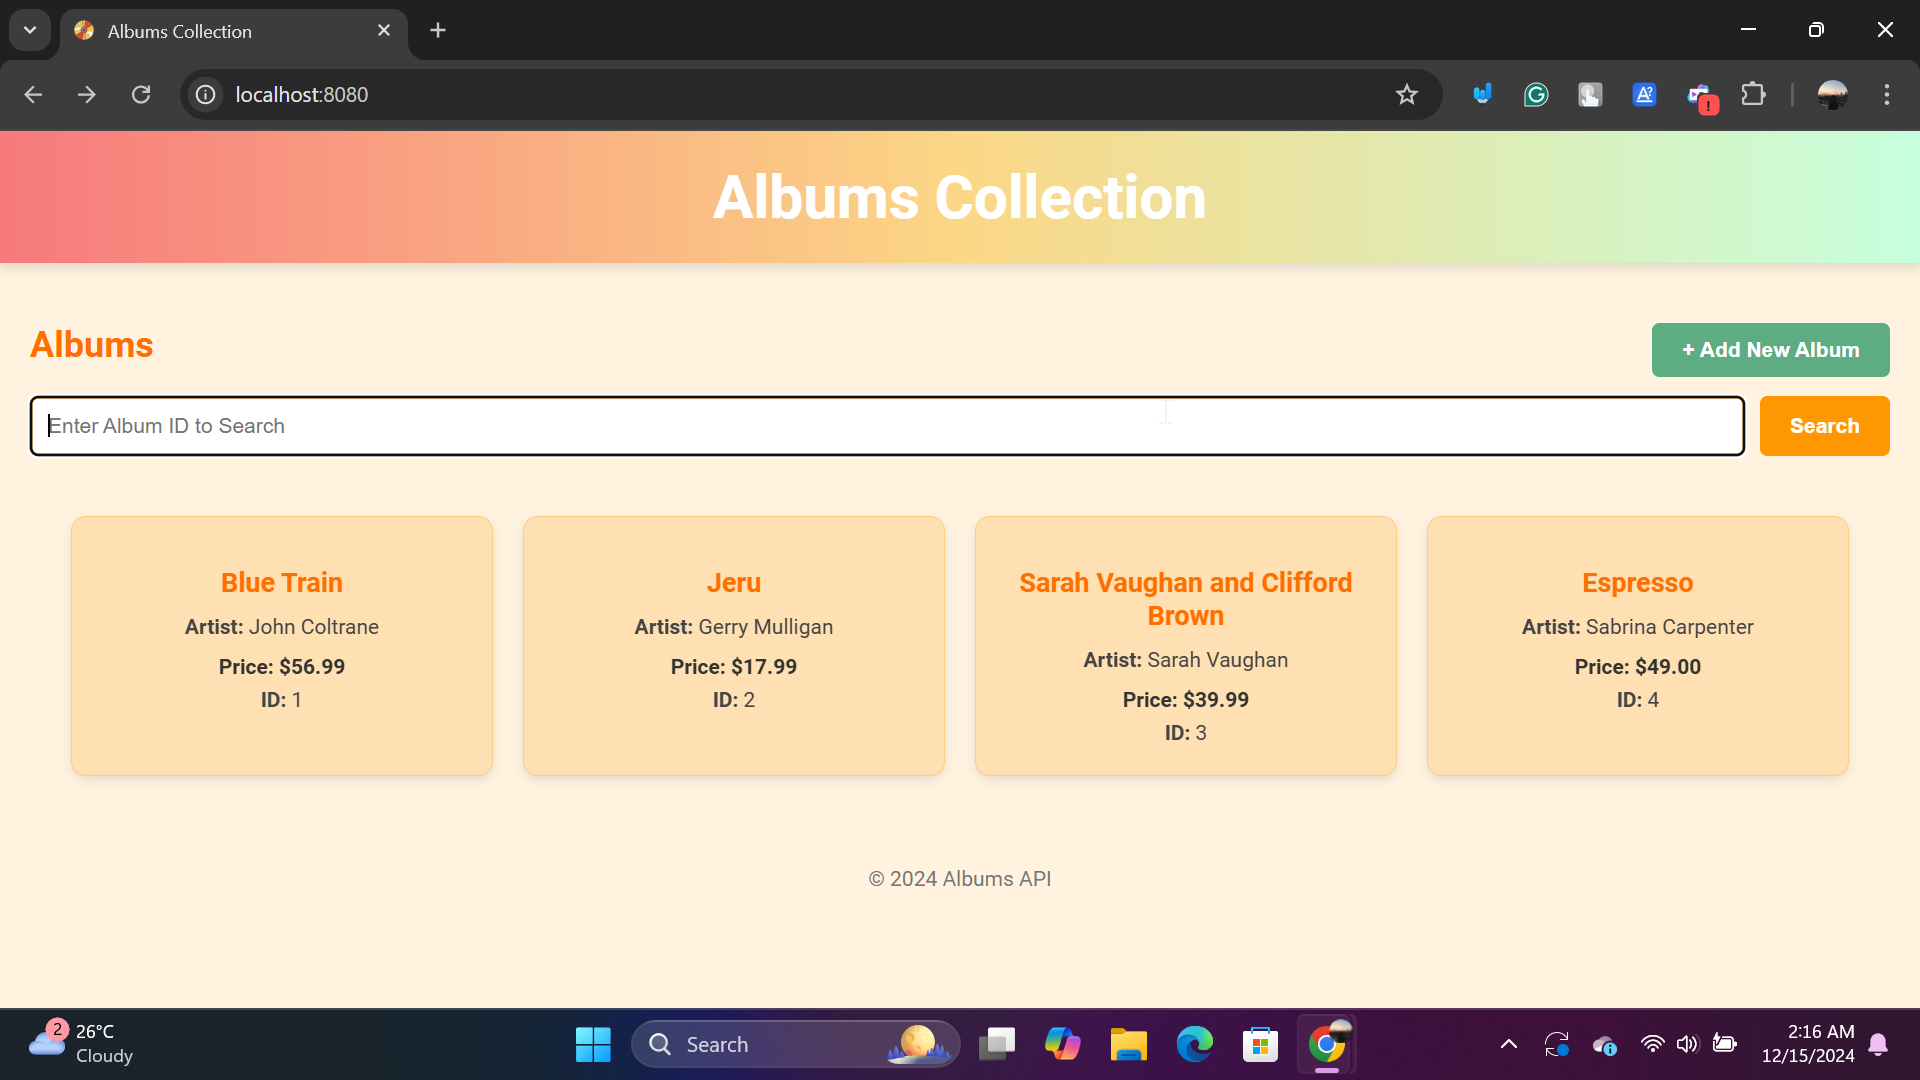 Albums Collection
localhost:8080
Albums Collection
Albums
+ Add New Album
Enter Album ID to Search
Search
Blue Train
Artist: John Coltrane
Price: $56.99
ID: 1
Jeru
Artist: Gerry Mulligan
Price: $17.99
ID: 2
Sarah Vaughan and Clifford
Brown
Artist: Sarah Vaughan
Price: $39.99
ID: 3
Espresso
Artist: Sabrina Carpenter
Price: $49.00
ID: 4
© 2024 Albums API
2
26°C
Cloudy
Search
2:16 AM
12/15/2024